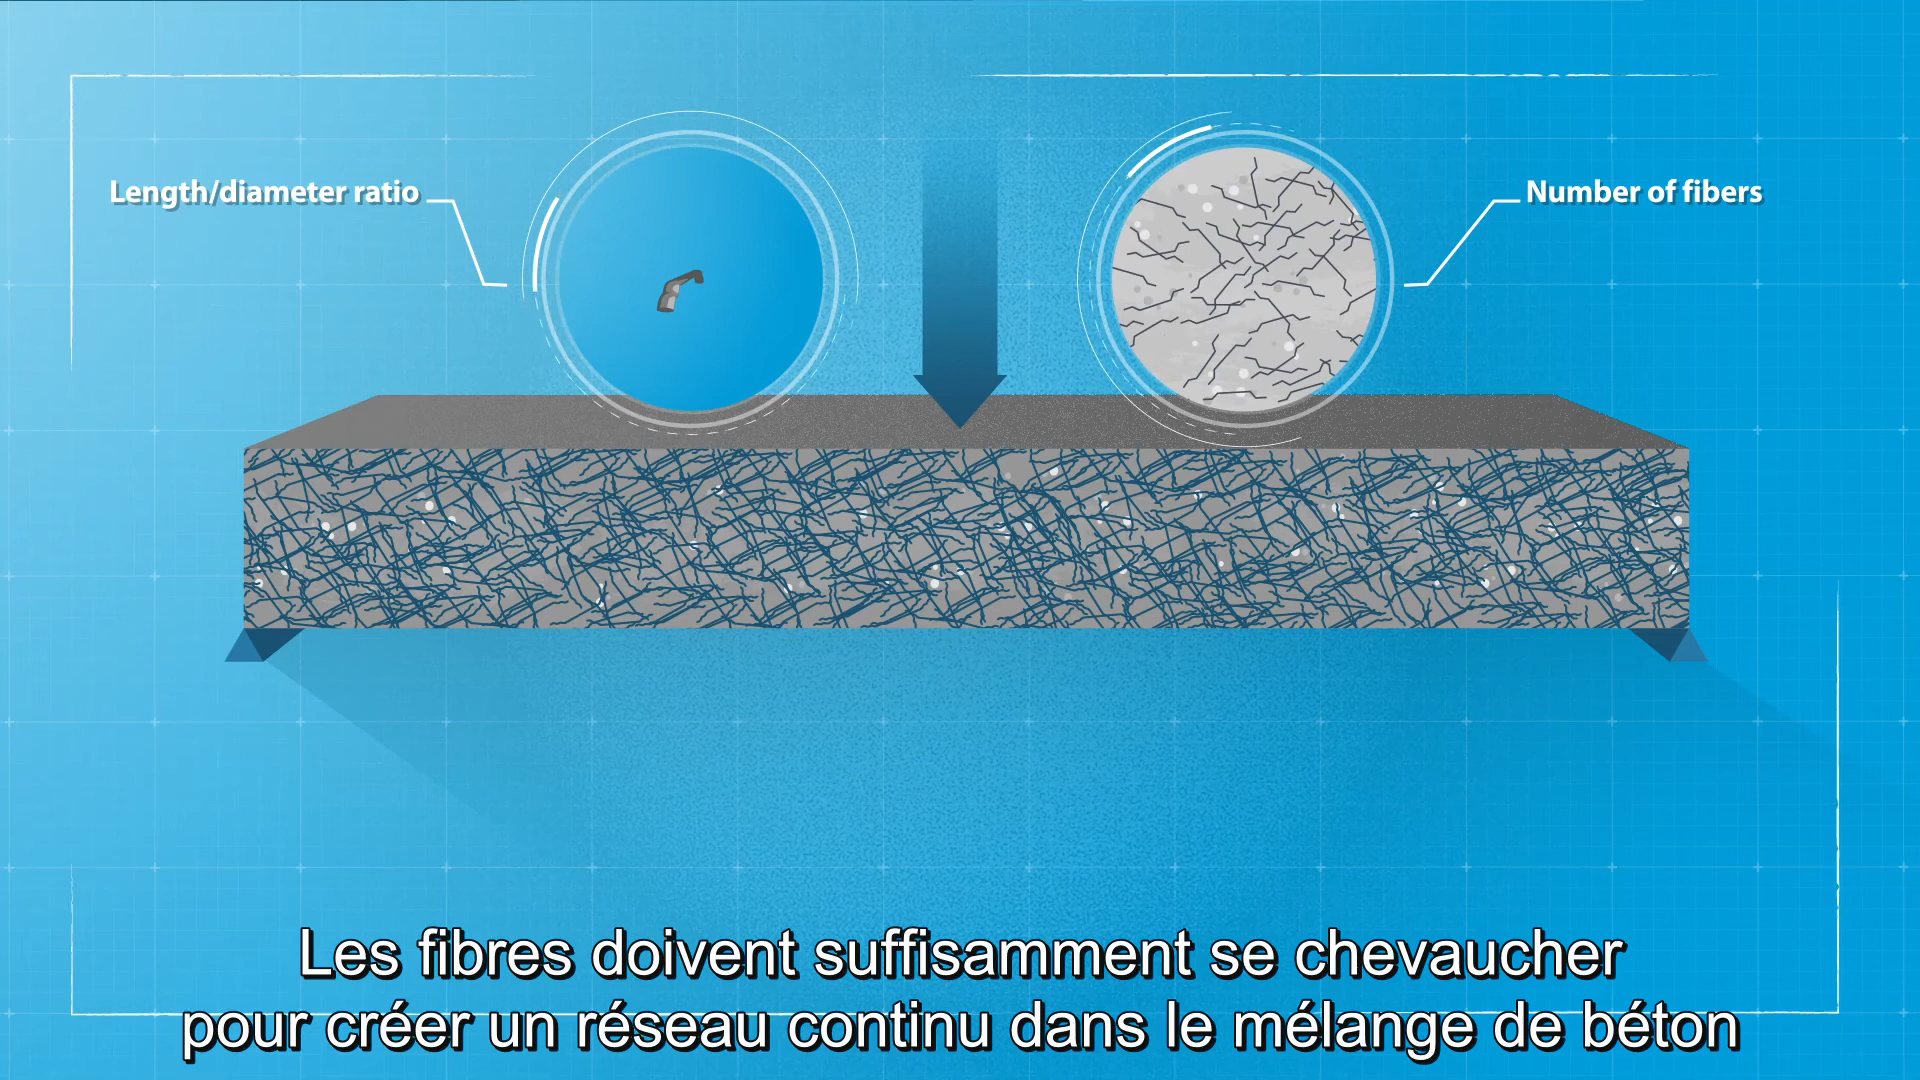 Length/diameter ratio
Number of fibers
Les fibres doivent suffisamment se chevaucher
pour créer un réseau continu dans le mélange de béton